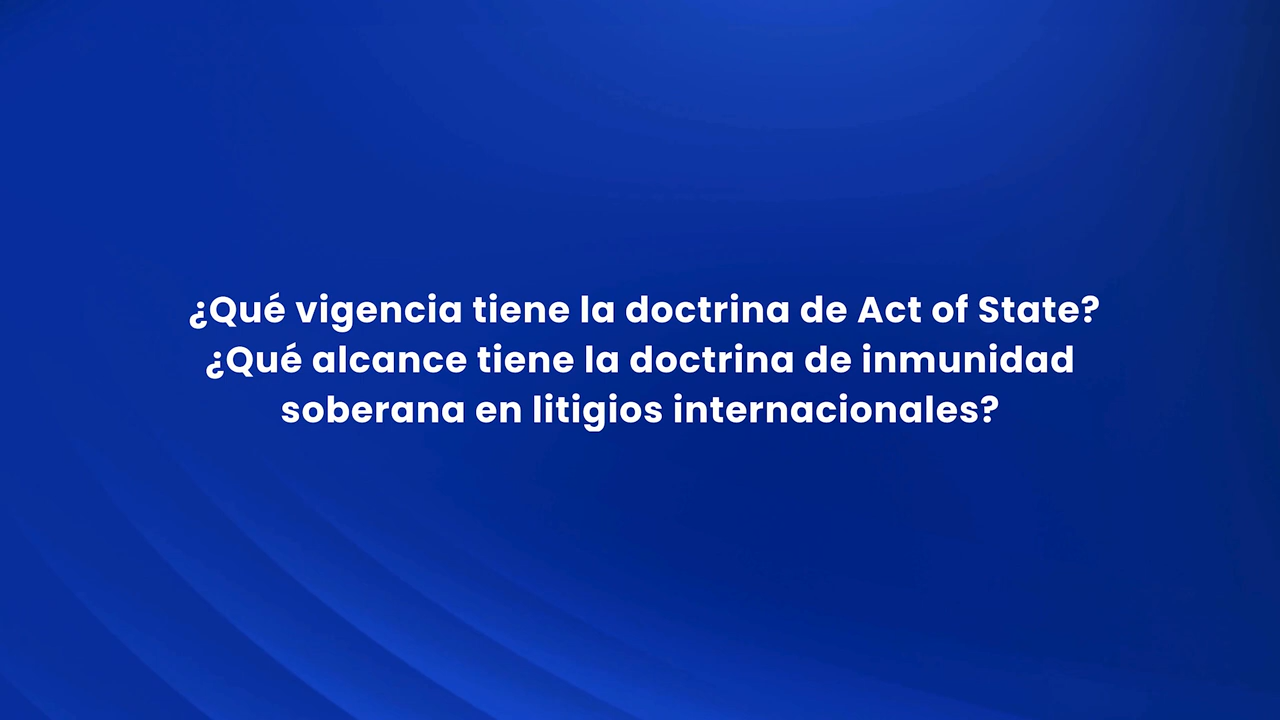 ¿Qué vigencia tiene la doctrina de Act of State?
¿Qué alcance tiene la doctrina de inmunidad
soberana en litigios internacionales?